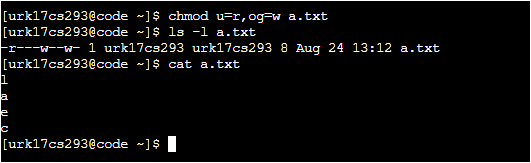 [urk17cs293@code ~]$ chmod u=r,og=w a.txt
[urk17cs293@code ~]$ ls -l a.txt
-r---w--w- 1 urk17cs293 urk17cs293 8 Aug 24 13:12 a.txt
[urk17cs293@code ~]$ cat a.txt
l
a
e
c
[urk17cs293@code ~]$